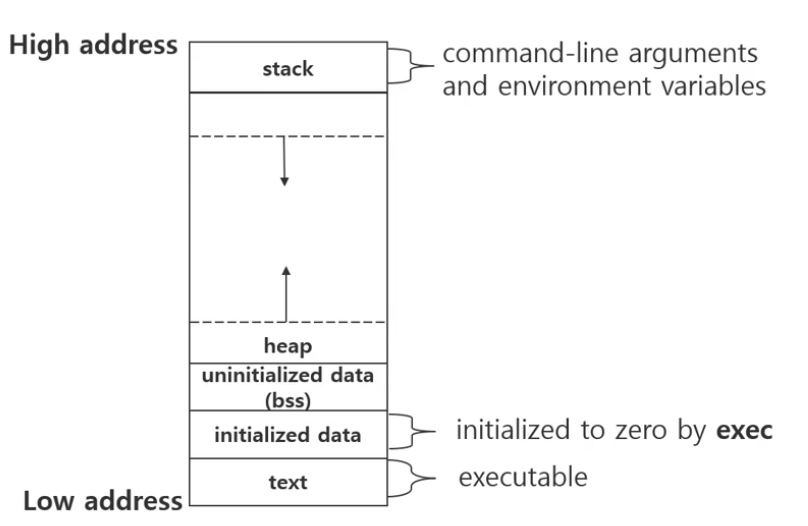 High address
stack
command-line arguments
and environment variables
heap
uninitialized data
(bss)
initialized data
initialized to zero by exec
text
executable
Low address